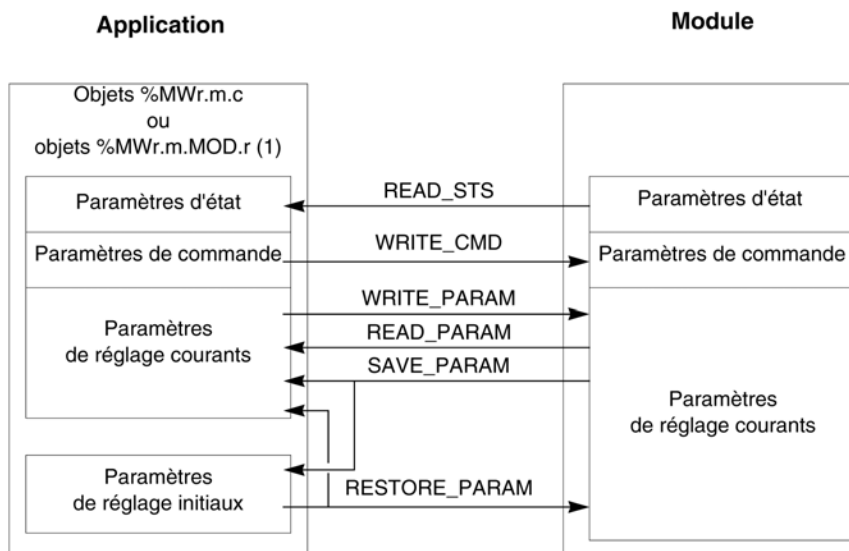 Application
Module
Objets %MWr.m.c
ou
objets %MWr.m.MOD.r (1)
Paramètres d'état
READ_STS
Paramètres d'état
Paramètres de commande
WRITE_CMD
Paramètres de commande
WRITE_PARAM
Paramètres
de réglage courants
READ_PARAM
SAVE_PARAM
Paramètres
de réglage courants
Paramètres
de réglage initiaux
RESTORE_PARAM